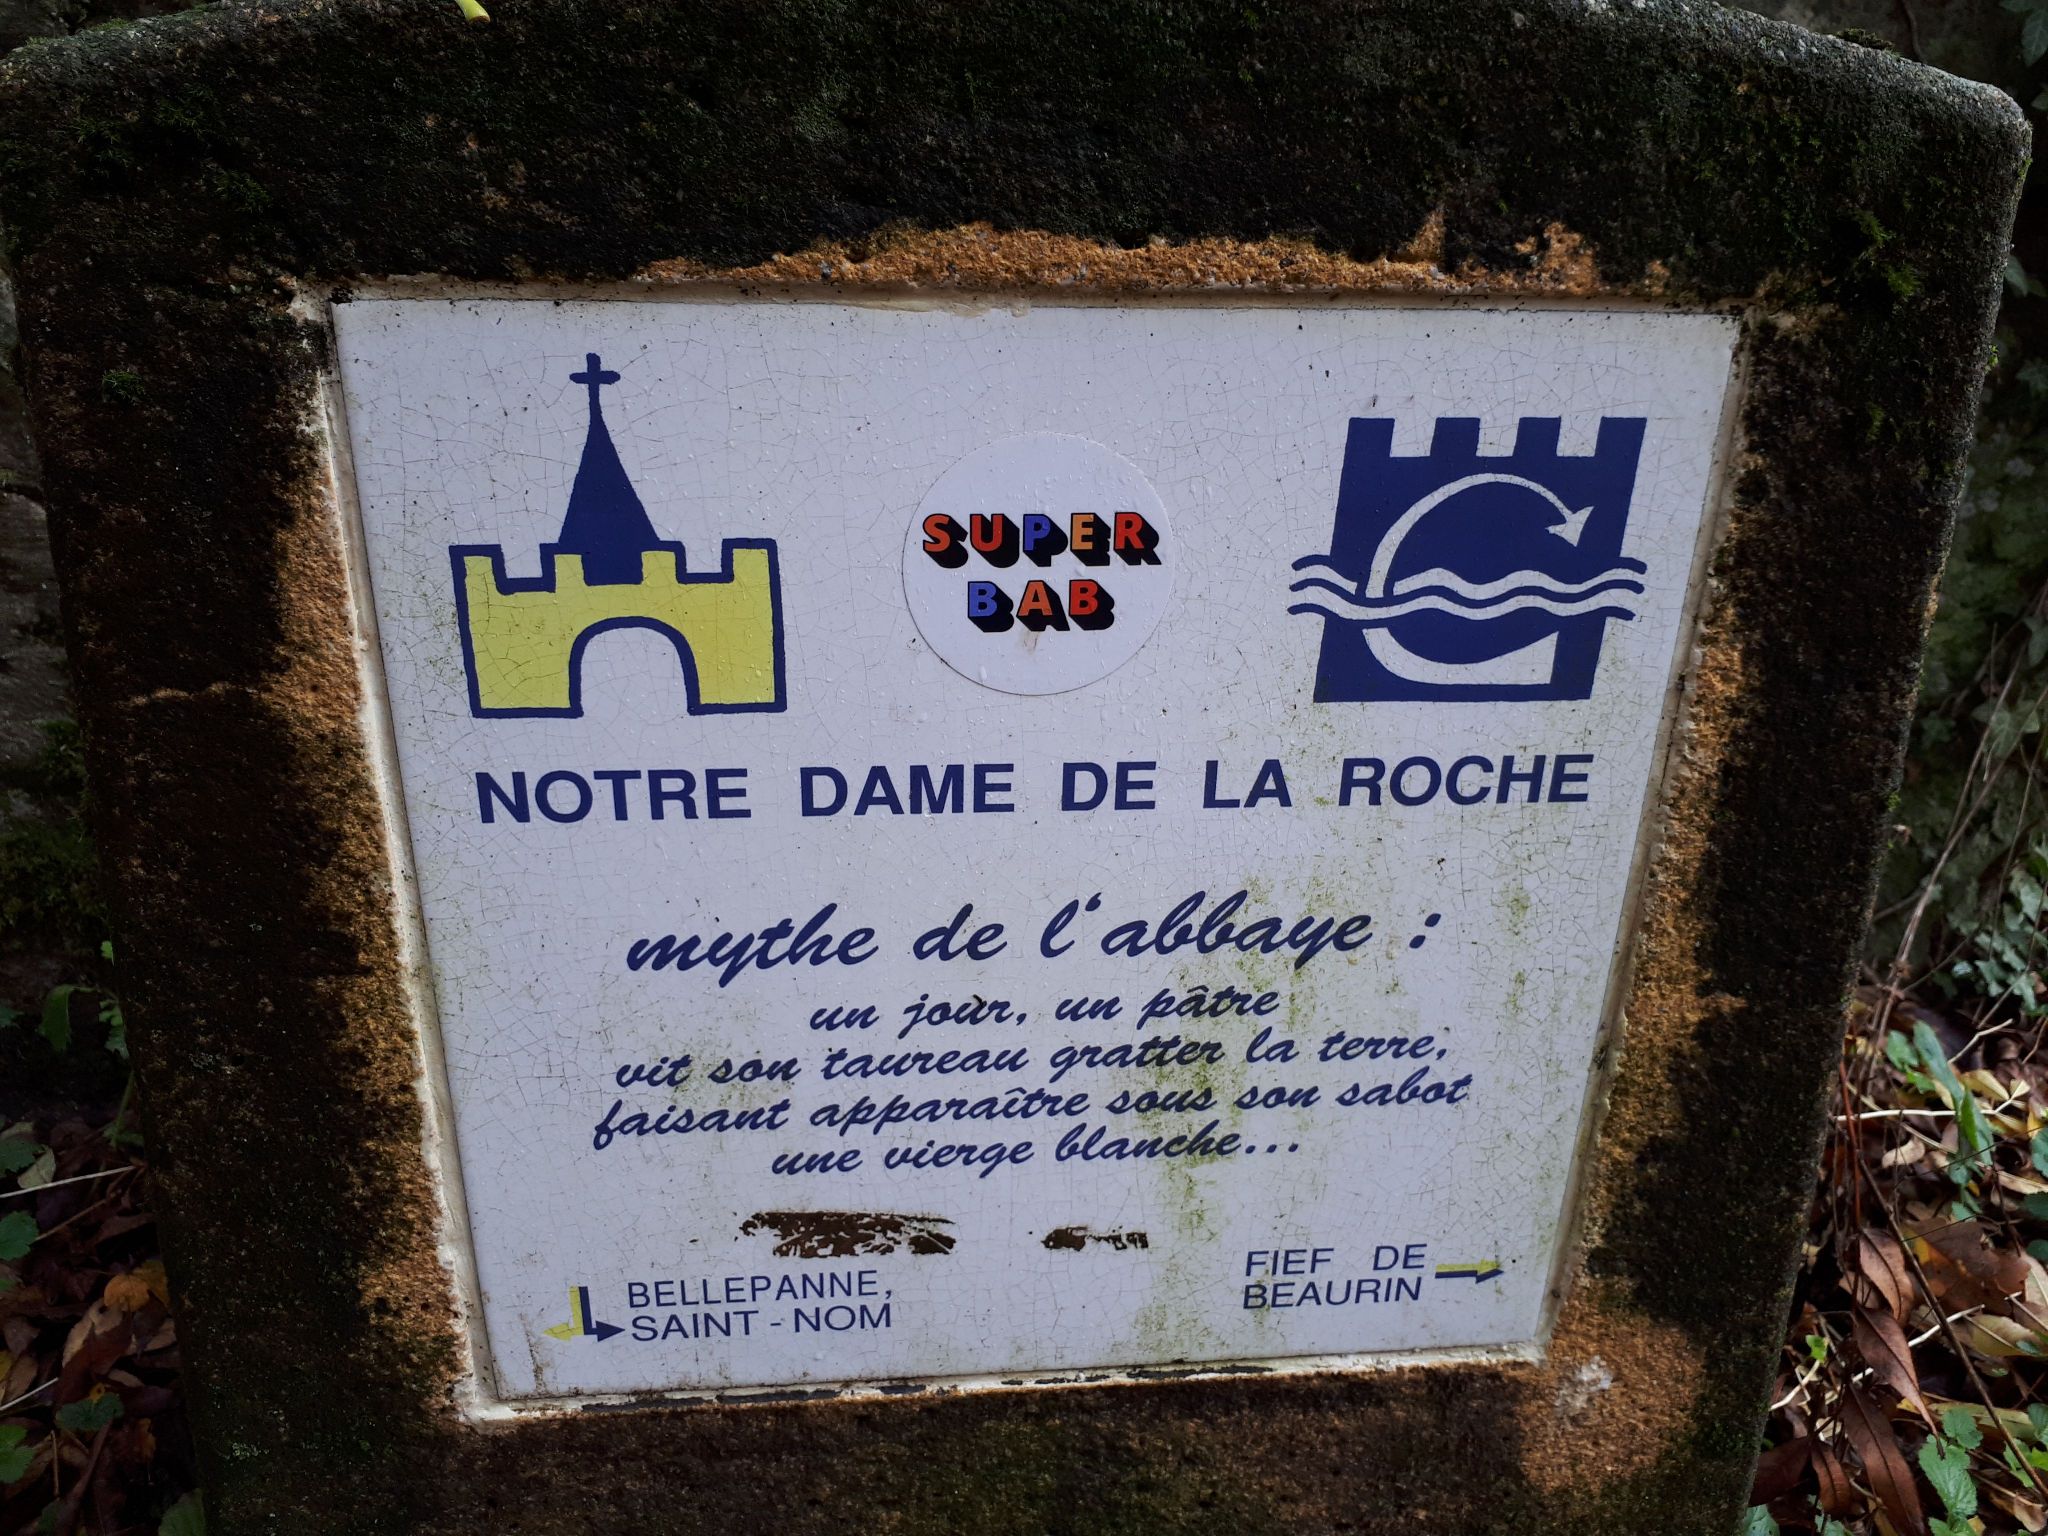 SUPER
BAB
NOTRE DAME DE LA ROCHE
mythe de l'abbaye :
un jour, un pâtre
vit son taureau gratter la terre,
faisant apparaître sous son sabot
une vierge blanche...
BELLEPANNE,
SAINT-NOM
FIEF DE
BEAURIN